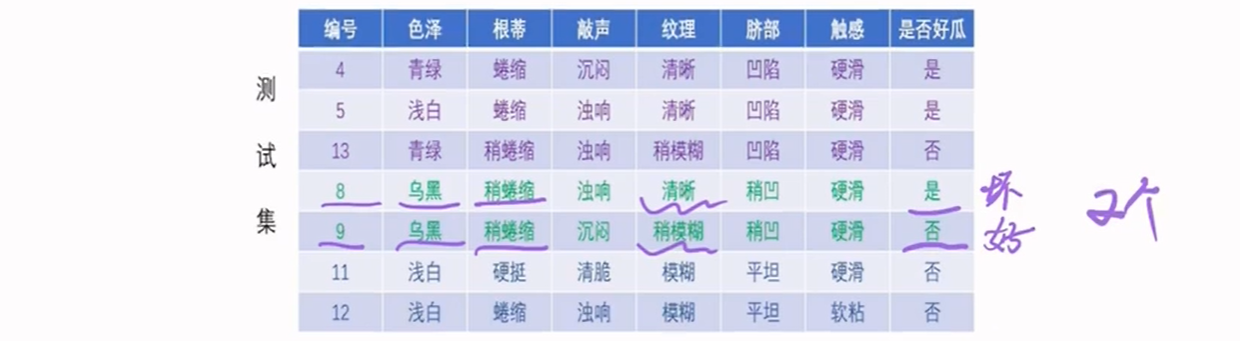 编号 色泽 根蒂 敲声 纹理 脐部 触感 是否好瓜
4 青绿 蜷缩 沉闷 清晰 凹陷 硬滑 是
测
5 浅白 蜷缩 浊响 清晰 凹陷 硬滑 是
试
13 青绿 稍蜷缩 浊响 稍模糊 凹陷 硬滑 否
8 乌黑 稍蜷缩 浊响 清晰 稍凹 硬滑 是 坏 2个
集
9 乌黑 稍蜷缩 沉闷 稍模糊 稍凹 硬滑 否 好
11 浅白 硬挺 清脆 模糊 平坦 硬滑 否
12 浅白 蜷缩 浊响 模糊 平坦 软粘 否